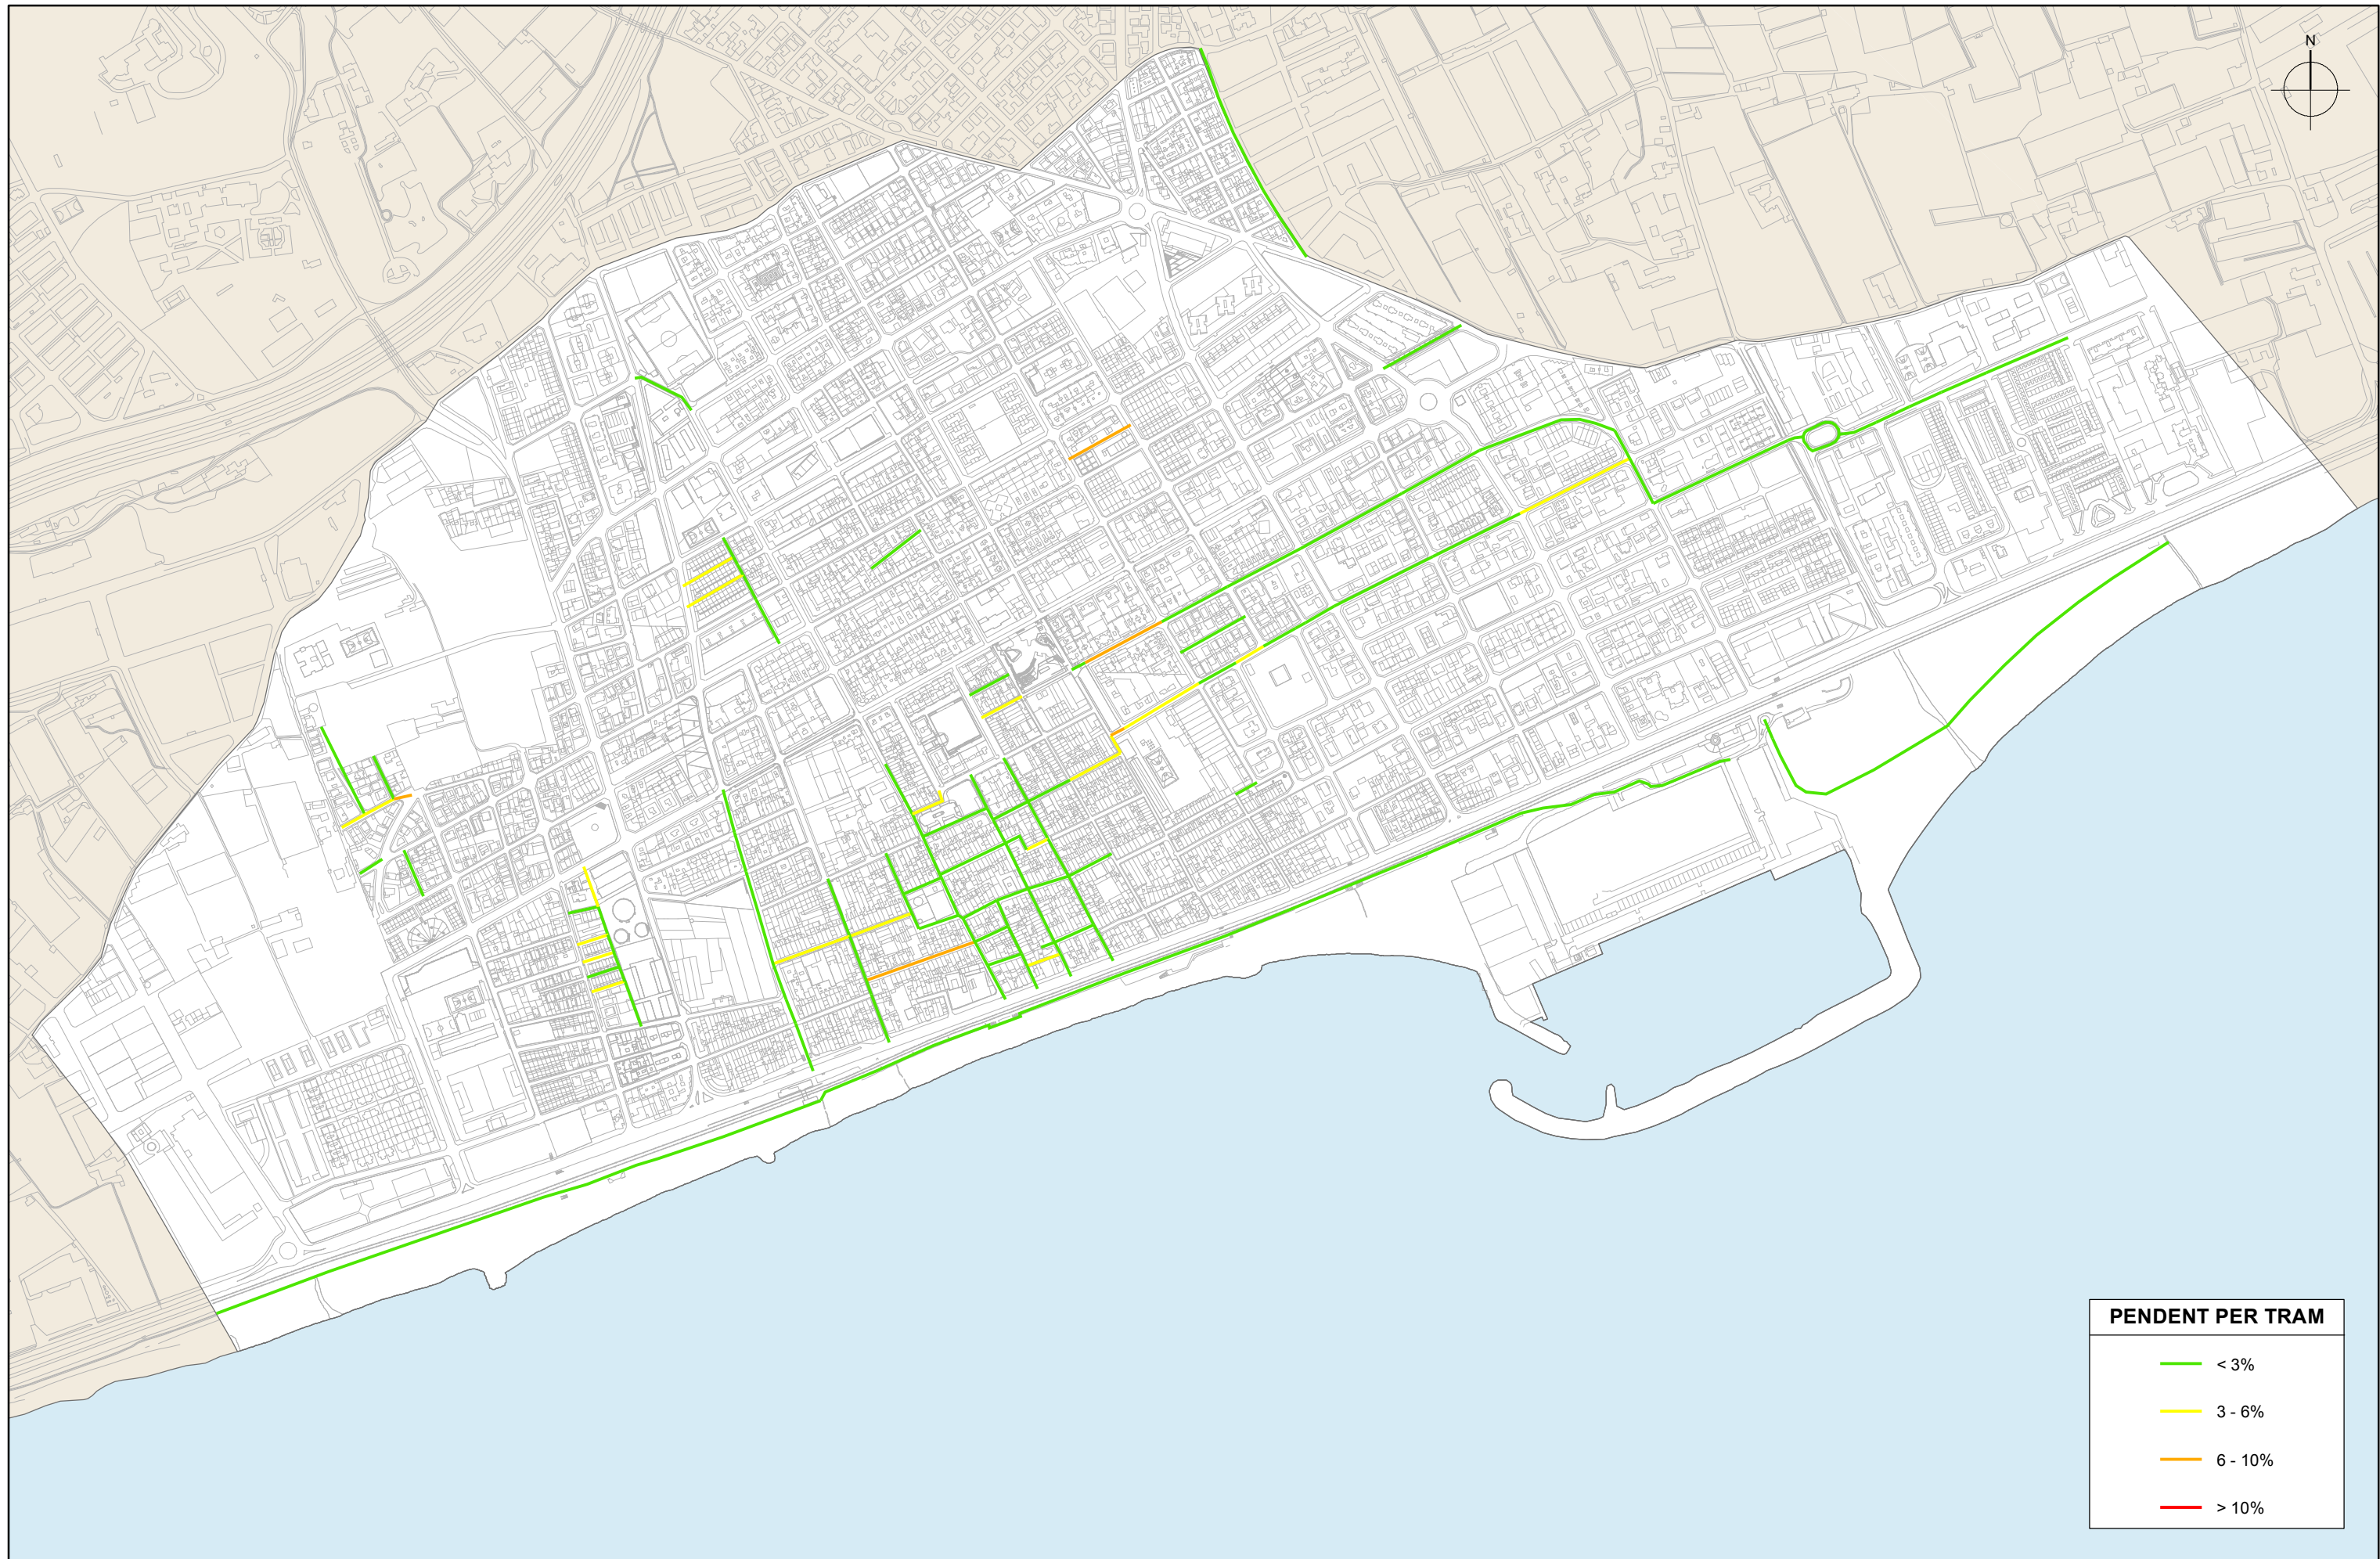 N
PENDENT PER TRAM
< 3%
3 - 6%
6 - 10%
> 10%